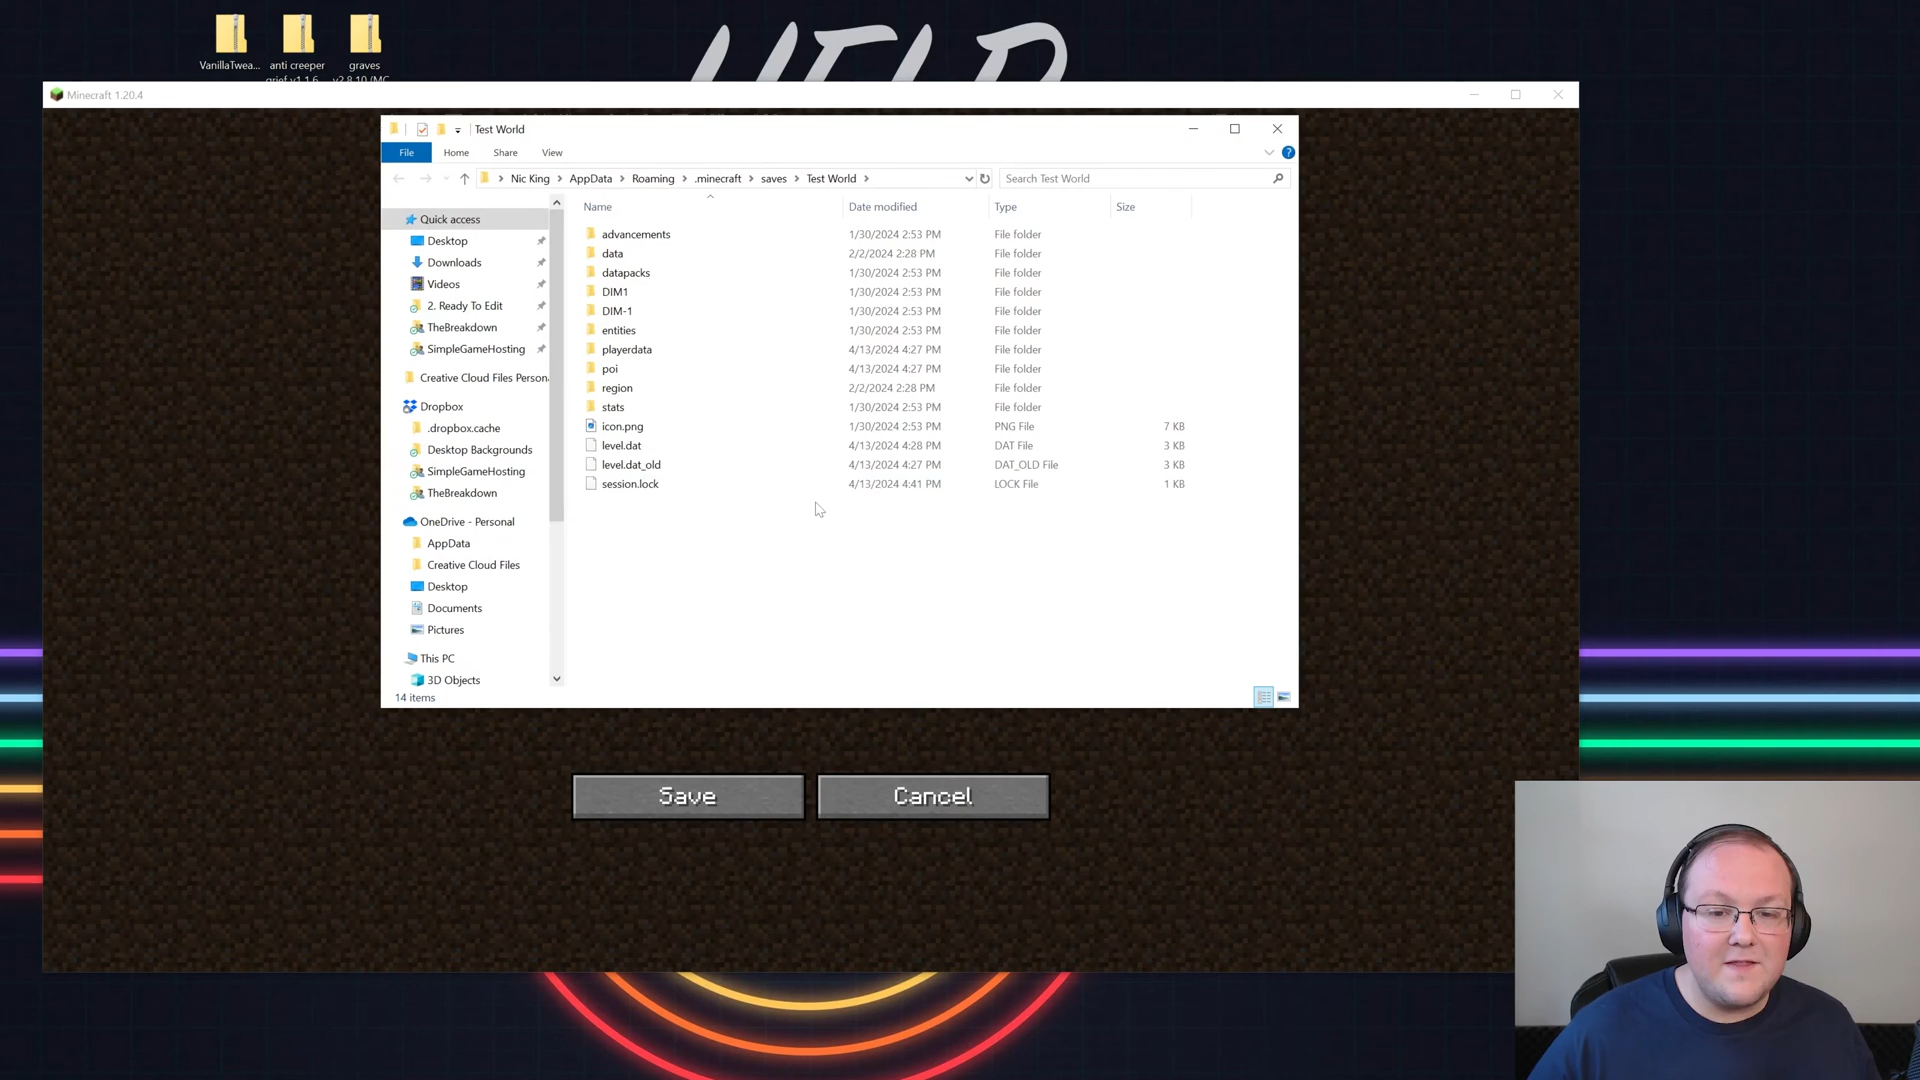 HELP
VanillaTwea...
anti creeper
grief v1.1.6
graves
v2.8.10 (MC
Minecraft 1.20.4
Test World
File
Home
Share
View
Nic King > AppData > Roaming > .minecraft > saves > Test World >
Search Test World
Name
Date modified
Type
Size
Quick access
Desktop
Downloads
Videos
2. Ready To Edit
TheBreakdown
SimpleGameHosting
Creative Cloud Files Person
Dropbox
.dropbox.cache
Desktop Backgrounds
SimpleGameHosting
TheBreakdown
OneDrive - Personal
AppData
Creative Cloud Files
Desktop
Documents
Pictures
This PC
3D Objects
advancements 1/30/2024 2:53 PM File folder
data 2/2/2024 2:28 PM File folder
datapacks 1/30/2024 2:53 PM File folder
DIM1 1/30/2024 2:53 PM File folder
DIM-1 1/30/2024 2:53 PM File folder
entities 1/30/2024 2:53 PM File folder
playerdata 4/13/2024 4:27 PM File folder
poi 4/13/2024 4:27 PM File folder
region 2/2/2024 2:28 PM File folder
stats 1/30/2024 2:53 PM File folder
icon.png 1/30/2024 2:53 PM PNG File 7 KB
level.dat 4/13/2024 4:28 PM DAT File 3 KB
level.dat_old 4/13/2024 4:27 PM DAT_OLD File 3 KB
session.lock 4/13/2024 4:41 PM LOCK File 1 KB
14 items
Save
Cancel